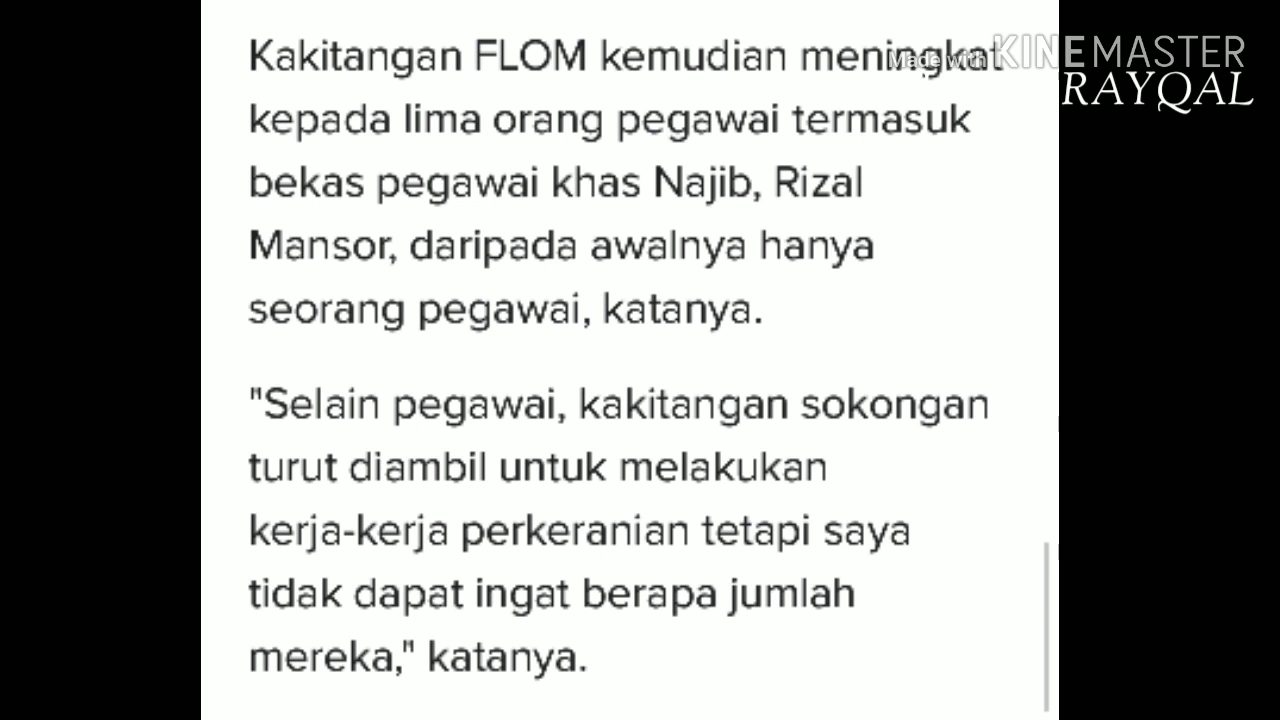 Kakitangan FLOM kemudian meningkat
kepada lima orang pegawai termasuk
bekas pegawai khas Najib, Rizal
Mansor, daripada awalnya hanya
seorang pegawai, katanya.
"Selain pegawai, kakitangan sokongan
turut diambil untuk melakukan
kerja-kerja perkeranian tetapi saya
tidak dapat ingat berapa jumlah
mereka," katanya.
Made with KINEMASTER
RAYQAL